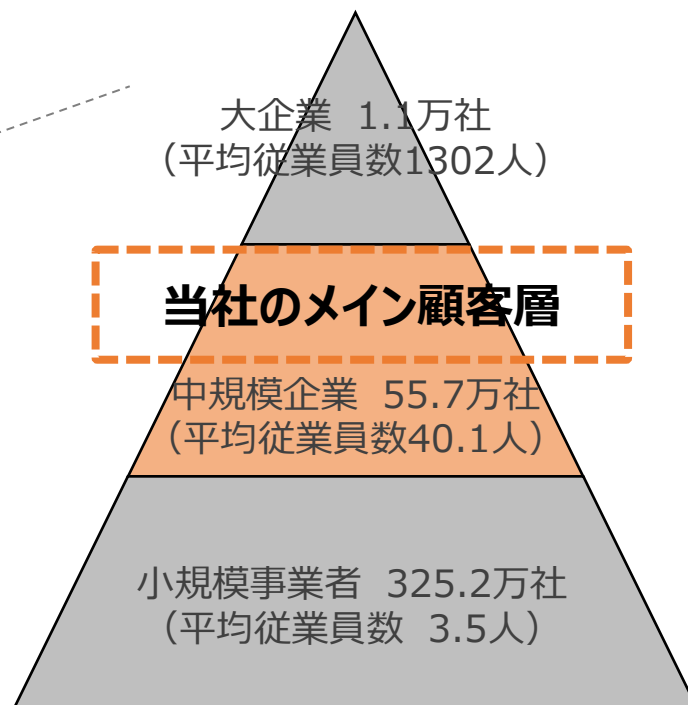 大企業 1.1万社
（平均従業員数1302人）
当社のメイン顧客層
中規模企業 55.7万社
（平均従業員数40.1人）
小規模事業者 325.2万社
（平均従業員数 3.5人）